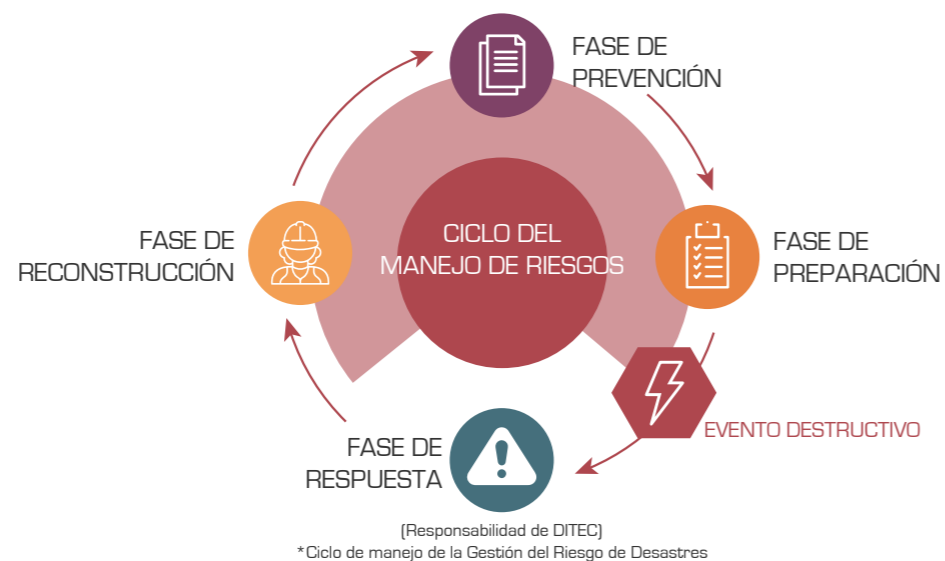 FASE DE
PREVENCIÓN
FASE DE
RECONSTRUCCIÓN
CICLO DEL
MANEJO DE RIESGOS
FASE DE
PREPARACIÓN
EVENTO DESTRUCTIVO
FASE DE
RESPUESTA
(Responsabilidad de DITEC)
*Ciclo de manejo de la Gestión del Riesgo de Desastres